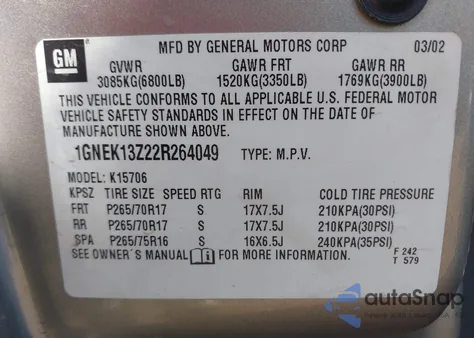 GM
MFD BY GENERAL MOTORS CORP 03/02
GVWR GAWR FRT GAWR RR
3085KG(6800LB) 1520KG(3350LB) 1769KG(3900LB)
THIS VEHICLE CONFORMS TO ALL APPLICABLE U.S. FEDERAL MOTOR
VEHICLE SAFETY STANDARDS IN EFFECT ON THE DATE OF
MANUFACTURE SHOWN ABOVE.
1GNEK13Z22R264049 TYPE: M.P.V.
MODEL: K15706
KPSZ TIRE SIZE SPEED RTG RIM COLD TIRE PRESSURE
FRT P265/70R17 S 17X7.5J 210KPA(30PSI)
RR P265/70R17 S 17X7.5J 210KPA(30PSI)
SPA P265/75R16 S 16X6.5J 240KPA(35PSI)
SEE OWNER'S MANUAL FOR MORE INFORMATION.
F 242
T 579
autoSnap